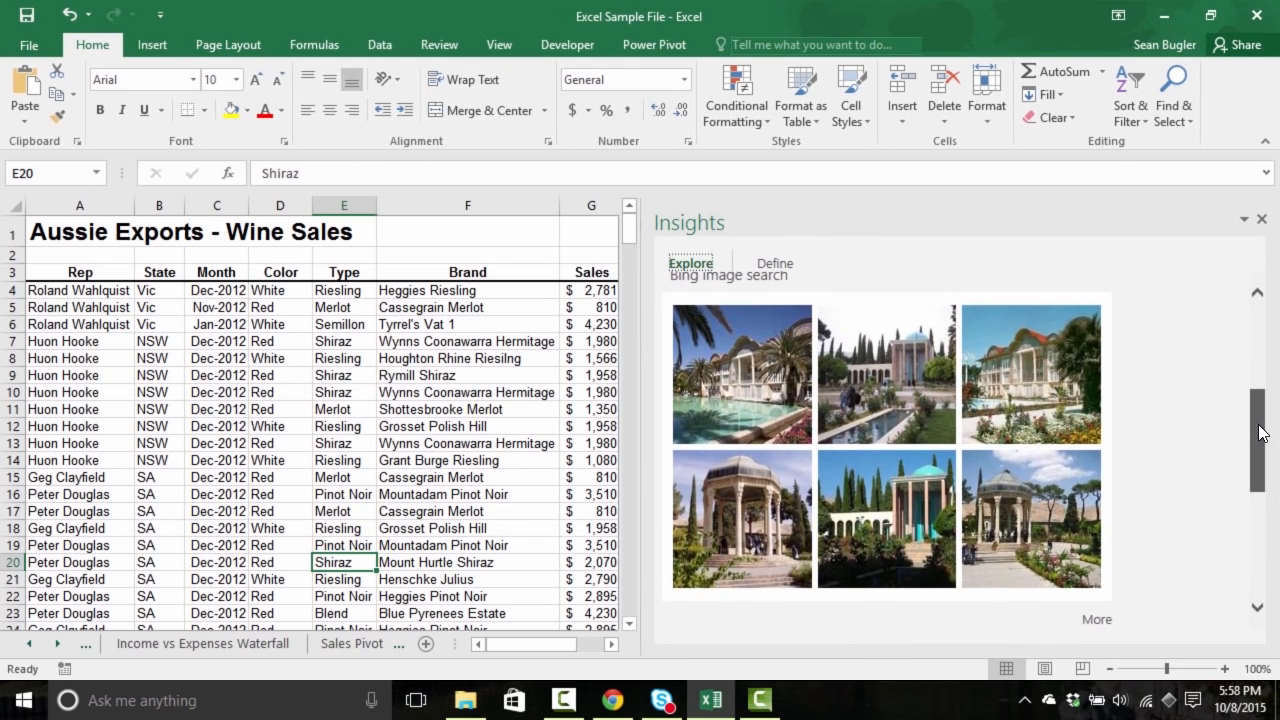 Excel Sample File - Excel
File Home Insert Page Layout Formulas Data Review View Developer Power Pivot Tell me what you want to do... Sean Bugler Share
Paste
Arial 10
B I U
Wrap Text
Merge & Center
General
$ % ,
Conditional Formatting
Format as Table
Cell Styles
Insert Delete Format
AutoSum
Fill
Clear
Sort & Filter
Find & Select
Clipboard Font Alignment Number Styles Cells Editing
E20 fx Shiraz
A B C D E F G
1 Aussie Exports - Wine Sales
2
3 Rep State Month Color Type Brand Sales
4 Roland Wahlquist Vic Dec-2012 White Riesling Heggies Riesling $ 2,781
5 Roland Wahlquist Vic Nov-2012 Red Merlot Cassegrain Merlot $ 810
6 Roland Wahlquist Vic Jan-2012 White Semillon Tyrrel's Vat 1 $ 4,230
7 Huon Hooke NSW Dec-2012 Red Shiraz Wynns Coonawarra Hermitage $ 1,980
8 Huon Hooke NSW Dec-2012 White Riesling Houghton Rhine Riesilng $ 1,566
9 Huon Hooke NSW Dec-2012 Red Shiraz Rymill Shiraz $ 1,958
10 Huon Hooke NSW Dec-2012 Red Shiraz Wynns Coonawarra Hermitage $ 1,980
11 Huon Hooke NSW Dec-2012 Red Merlot Shottesbrooke Merlot $ 1,350
12 Huon Hooke NSW Dec-2012 White Riesling Grosset Polish Hill $ 1,958
13 Huon Hooke NSW Dec-2012 Red Shiraz Wynns Coonawarra Hermitage $ 1,980
14 Huon Hooke NSW Dec-2012 White Riesling Grant Burge Riesling $ 1,080
15 Geg Clayfield SA Dec-2012 Red Merlot Cassegrain Merlot $ 810
16 Peter Douglas SA Dec-2012 Red Pinot Noir Mountadam Pinot Noir $ 3,510
17 Peter Douglas SA Dec-2012 Red Merlot Cassegrain Merlot $ 810
18 Geg Clayfield SA Dec-2012 White Riesling Grosset Polish Hill $ 1,958
19 Peter Douglas SA Dec-2012 Red Pinot Noir Mountadam Pinot Noir $ 3,510
20 Peter Douglas SA Dec-2012 Red Shiraz Mount Hurtle Shiraz $ 2,070
21 Geg Clayfield SA Dec-2012 White Riesling Henschke Julius $ 2,790
22 Peter Douglas SA Dec-2012 Red Pinot Noir Heggies Pinot Noir $ 2,895
23 Peter Douglas SA Dec-2012 Red Blend Blue Pyrenees Estate $ 4,230
24 Geg Clayfield SA Dec-2012 Red Pinot Noir Heggies Pinot Noir $ 2,895
Insights
Explore Define
Bing image search
More
... Income vs Expenses Waterfall Sales Pivot ...
Ready 100%
Ask me anything
5:58 PM
10/8/2015